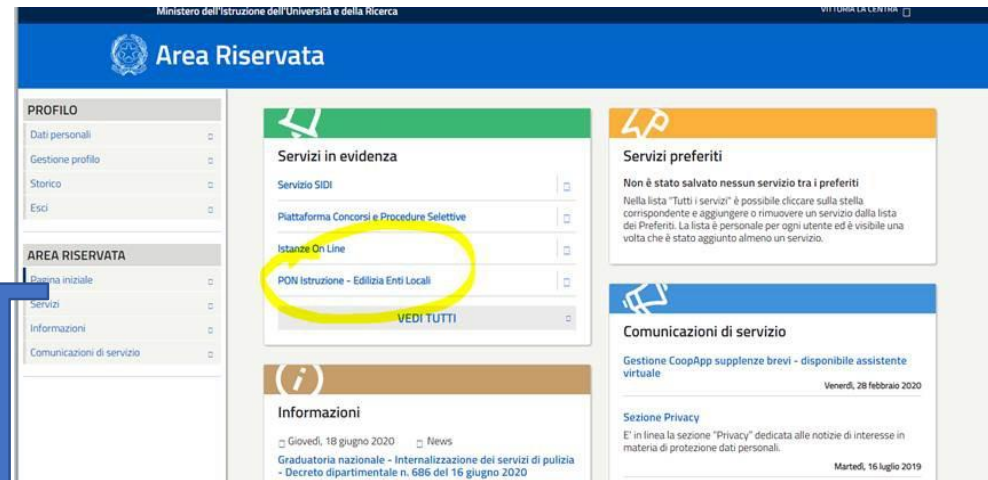 Ministero dell'Istruzione dell'Università e della Ricerca
VITTORIA LA CENTRA
Area Riservata
PROFILO
Dati personali
Gestione profilo
Storico
Esci
AREA RISERVATA
Pagina iniziale
Servizi
Informazioni
Comunicazioni di servizio
Servizi in evidenza
Servizio SIDI
Piattaforma Concorsi e Procedure Selettive
Istanze On Line
PON Istruzione - Edilizia Enti Locali
VEDI TUTTI
Informazioni
Giovedì, 18 giugno 2020 News
Graduatoria nazionale - Internalizzazione dei servizi di pulizia
- Decreto dipartimentale n. 686 del 16 giugno 2020
Servizi preferiti
Non è stato salvato nessun servizio tra i preferiti
Nella lista "Tutti i servizi" è possibile cliccare sulla stella
corrispondente e aggiungere o rimuovere un servizio dalla lista
dei Preferiti. La lista è personale per ogni utente ed è visibile una
volta che è stato aggiunto almeno un servizio.
Comunicazioni di servizio
Gestione CoopApp supplenze brevi - disponibile assistente
virtuale
Venerdì, 28 febbraio 2020
Sezione Privacy
E' in linea la sezione "Privacy" dedicata alle notizie di interesse in
materia di protezione dati personali.
Martedì, 16 luglio 2019